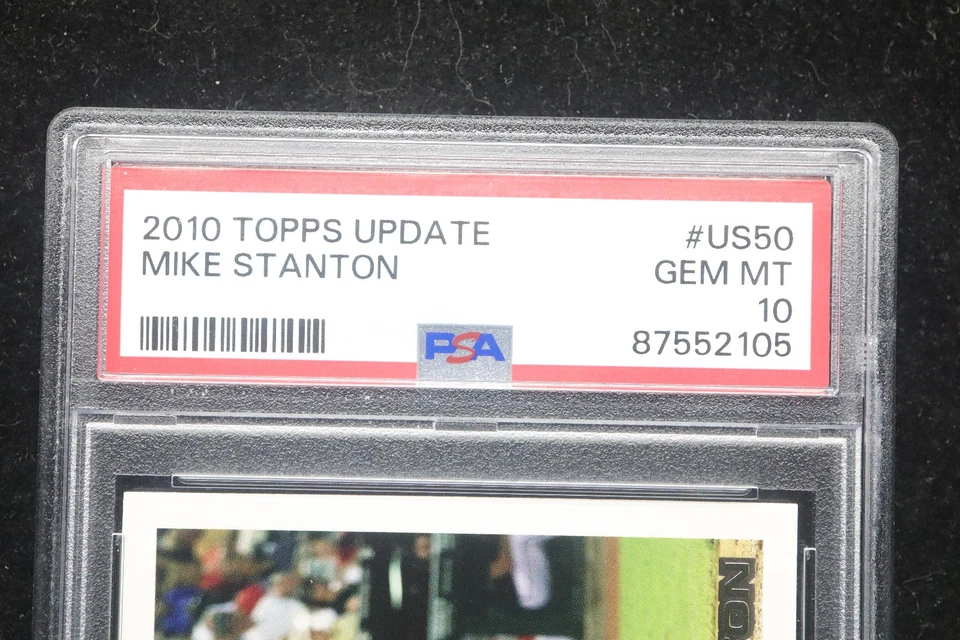 2010 TOPPS UPDATE
MIKE STANTON
#US50
GEM MT
10
87552105
PSA